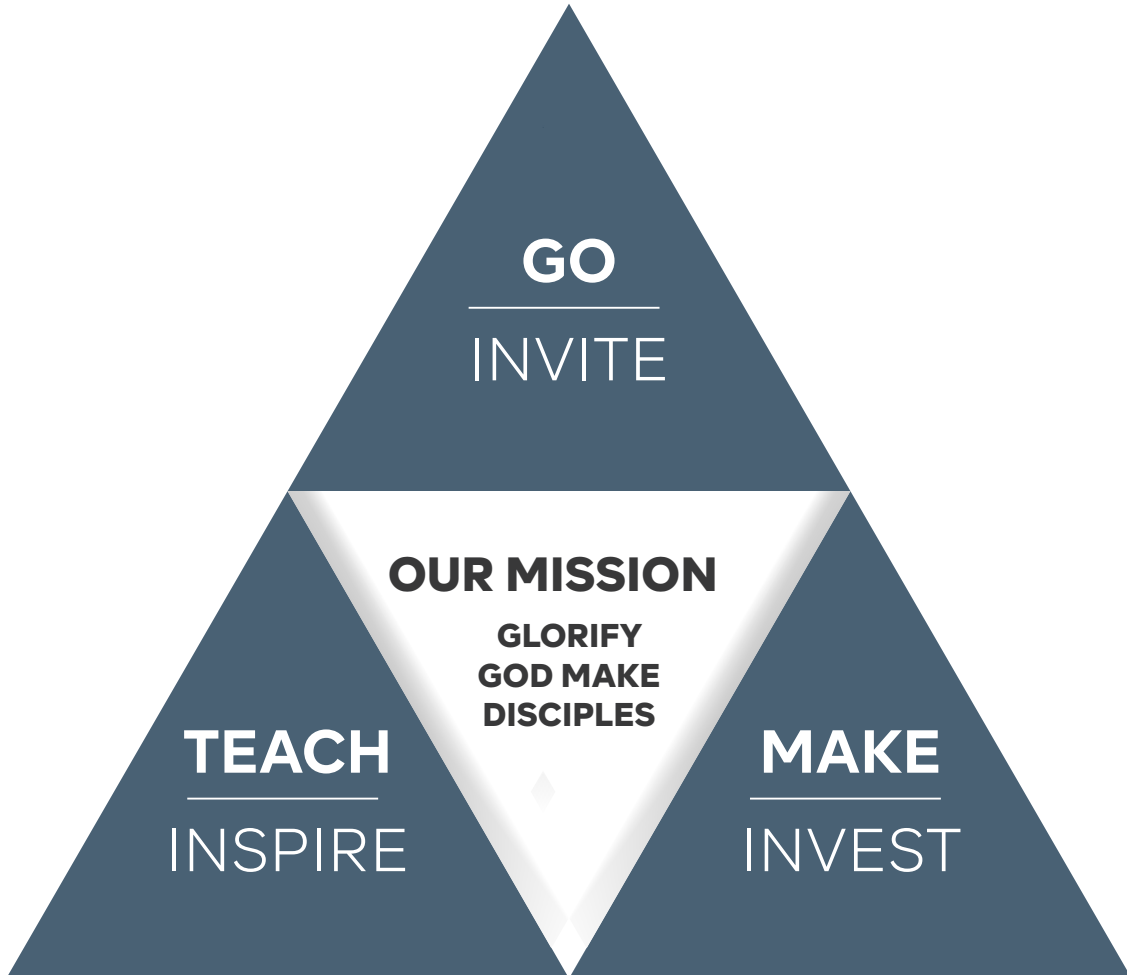 GO
INVITE
OUR MISSION
GLORIFY
GOD MAKE
DISCIPLES
TEACH
INSPIRE
MAKE
INVEST